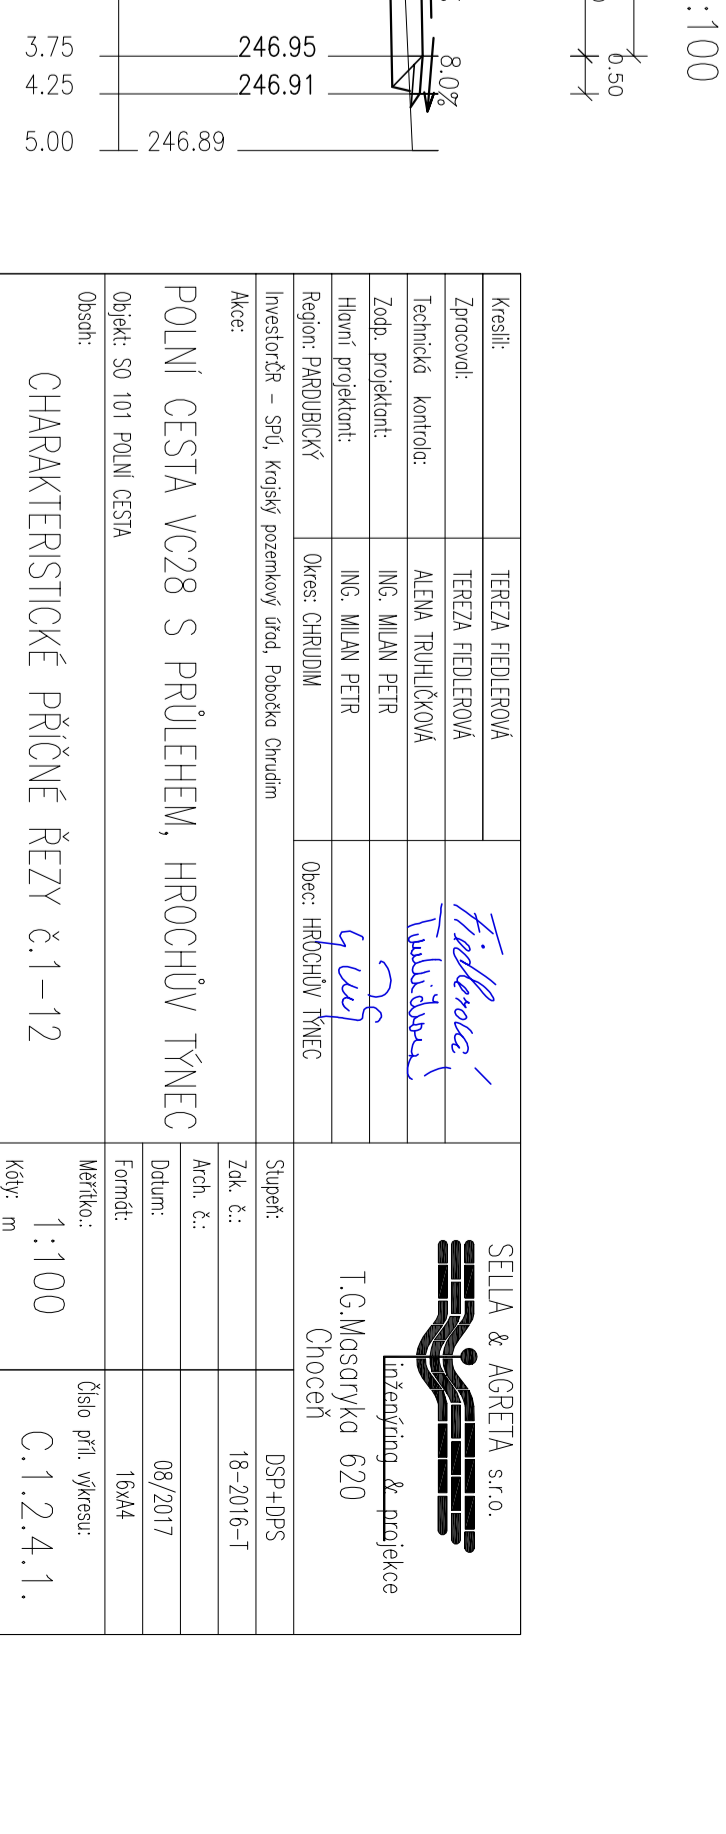 :100
3.75 246.95
4.25 246.91
5.00 246.89
8.0%
0.50
Kreslil: TEREZA FIEDLEROVÁ
Zpracoval: TEREZA FIEDLEROVÁ Fiedlerová
Technická kontrola: ALENA TRUHLIČKOVÁ
Zodp. projektant: ING. MILAN PETR
Hlavní projektant: ING. MILAN PETR
Region: PARDUBICKÝ Okres: CHRUDIM Obec: HROCHŮV TÝNEC
Investor:ČR - SPÚ, Krajský pozemkový úřad, Pobočka Chrudim
Akce:
POLNÍ CESTA VC28 S PRŮLEHEM, HROCHŮV TÝNEC
Objekt: SO 101 POLNÍ CESTA
Obsah:
CHARAKTERISTICKÉ PŘÍČNÉ ŘEZY č.1-12
SELLA & AGRETA s.r.o.
inženýring & projekce
T.G.Masaryka 620
Choceň
Stupeň: DSP+DPS
Zak. č.: 18-2016-T
Arch. č.:
Datum: 08/2017
Formát: 16xA4
Měřítko.: 1:100
Kóty: m
Číslo příl. výkresu:
C.1.2.4.1.